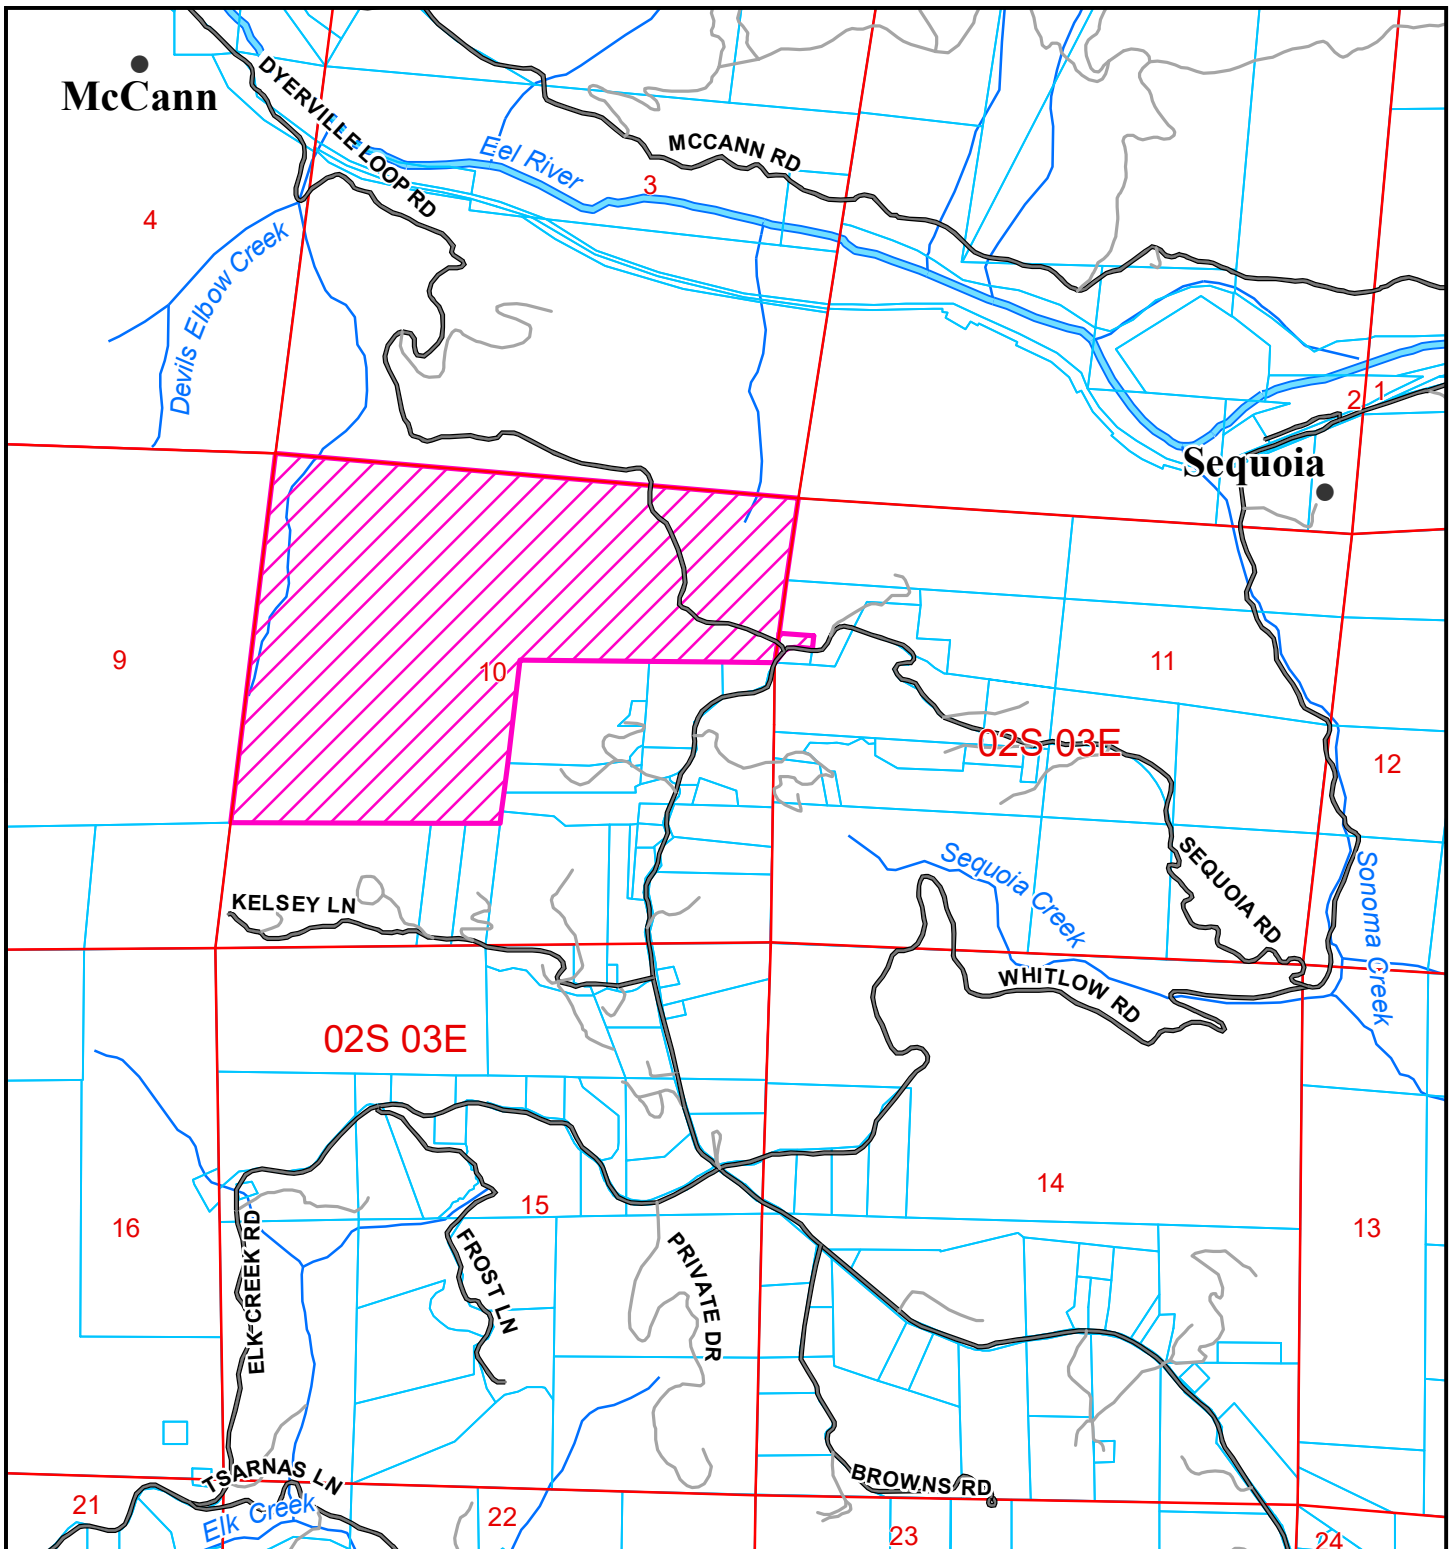 McCann
DYERVILLE LOOP RD
MCCANN RD
Eel River
3
4
Devils Elbow Creek
2
1
Sequoia
9
10
11
02S 03E
12
SEQUOIA RD
Sequoia Creek
Sonoma Creek
KELSEY LN
WHITLOW RD
02S 03E
14
15
16
13
ELK CREEK RD
FROST LN
PRIVATE DR
TSARNAS LN
BROWNS RD
21
Elk Creek
22
23
24